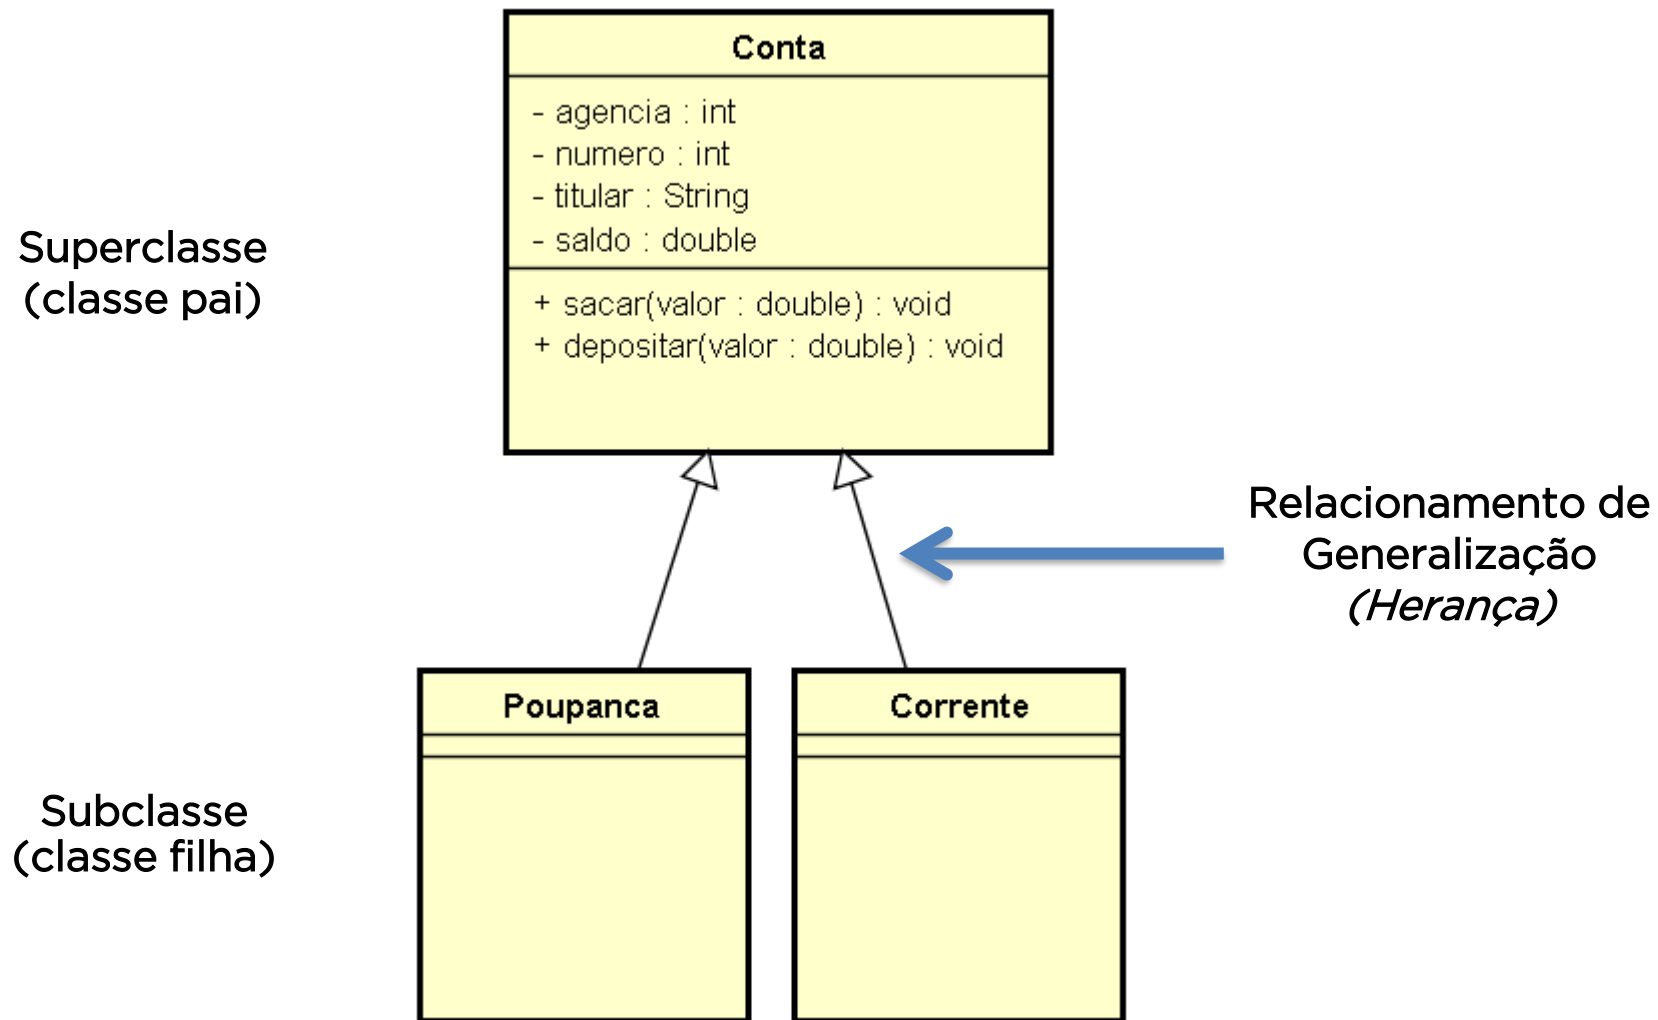 Conta
- agencia : int
- numero : int
- titular : String
- saldo : double
+ sacar(valor : double) : void
+ depositar(valor : double) : void
Superclasse
(classe pai)
Relacionamento de
Generalização
(Herança)
Poupanca
Corrente
Subclasse
(classe filha)